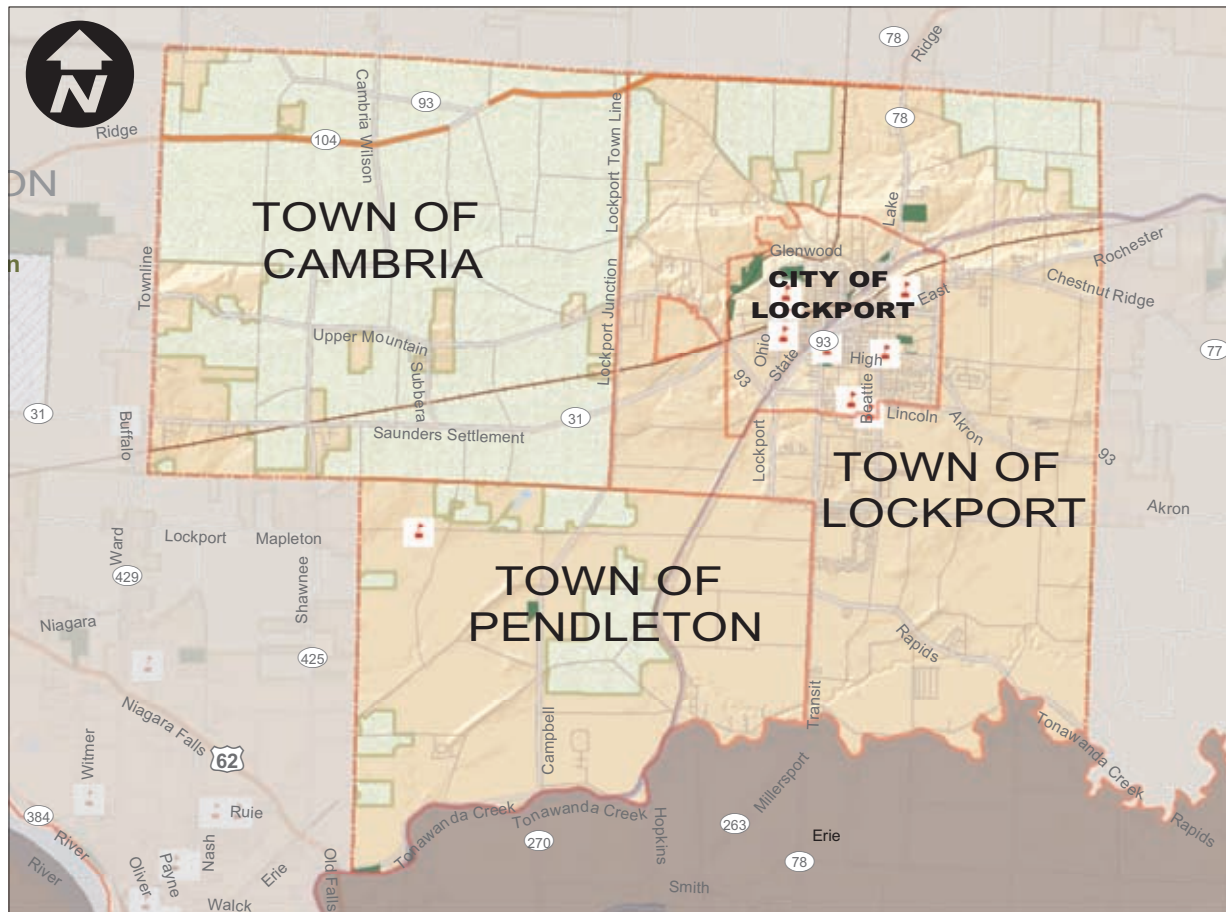 N
78
Ridge
Cambria Wilson
93
78
Ridge
104
Lockport Town Line
ON
TOWN OF
CAMBRIA
Lake
Glenwood
Rochester
n
Townline
CITY OF
LOCKPORT
East
Chestnut Ridge
Lockport Junction
Upper Mountain
Ohio
State
93
High
77
Subbera
93
Beattie
31
Buffalo
31
Saunders Settlement
Lincoln
Akron
Lockport
93
TOWN OF
LOCKPORT
Akron
Ward
Lockport
Mapleton
429
Shawnee
TOWN OF
PENDLETON
Niagara
425
Rapids
Niagara Falls
Campbell
Transit
Tonawanda Creek
Witmer
62
Millersport
384
Ruie
Tonawanda Creek
Tonawanda Creek
Hopkins
263
Erie
Rapids
River
River
Nash
Payne
Oliver
Erie
Old Falls
270
78
Walck
Smith